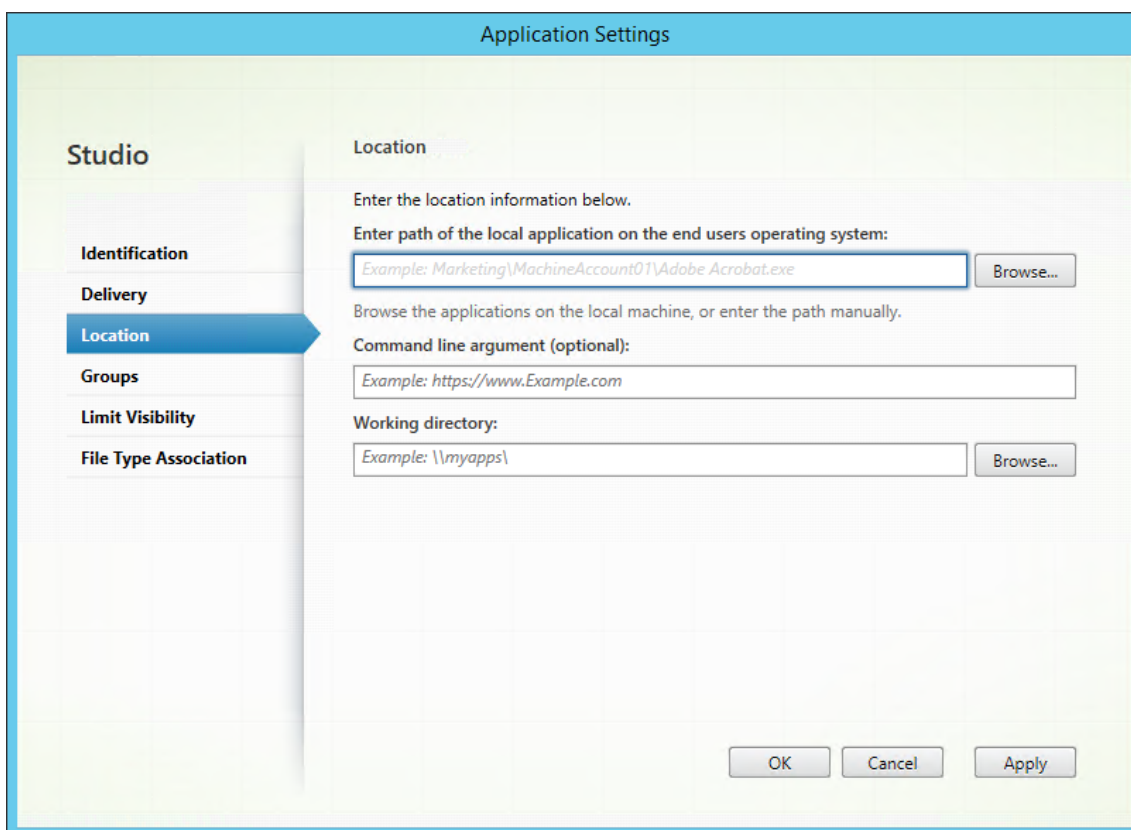 Application Settings
Studio
Identification
Delivery
Location
Groups
Limit Visibility
File Type Association
Location
Enter the location information below.
Enter path of the local application on the end users operating system:
Example: Marketing\MachineAccount01\Adobe Acrobat.exe
Browse...
Browse the applications on the local machine, or enter the path manually.
Command line argument (optional):
Example: https://www.Example.com
Working directory:
Example: \\myapps\
Browse...
OK
Cancel
Apply